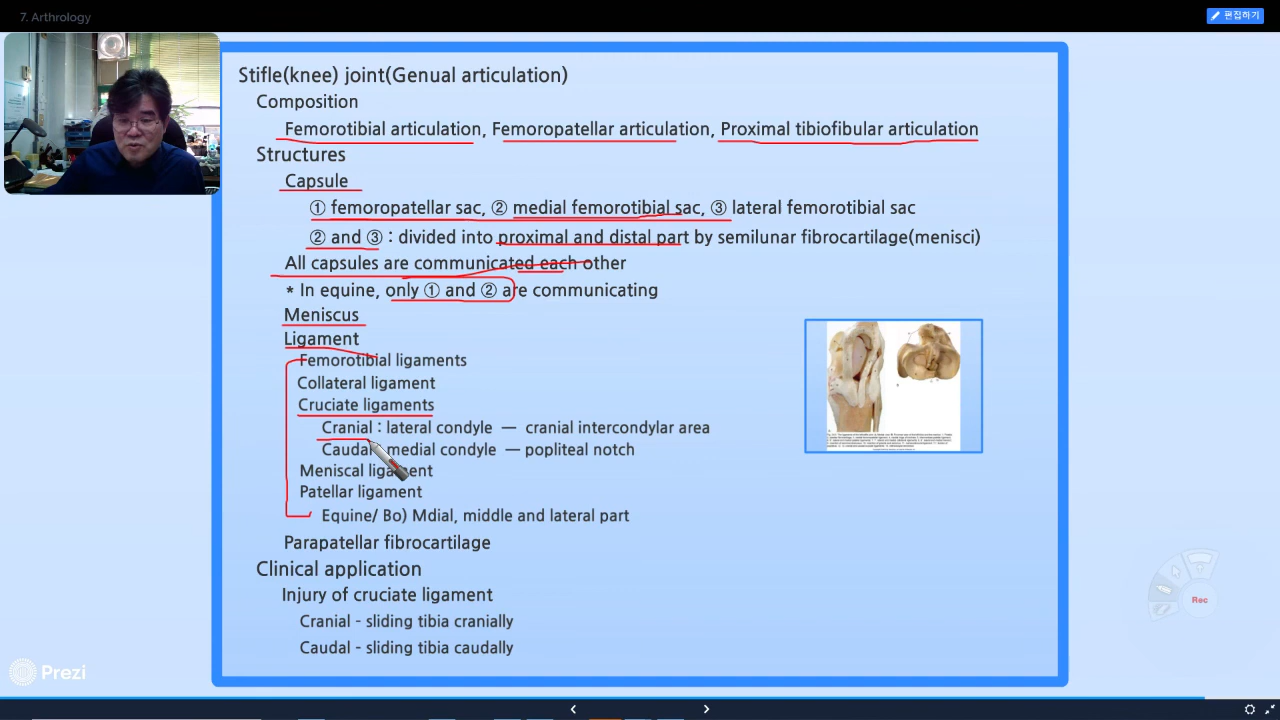 7. Arthrology
편집하기
Stifle(knee) joint(Genual articulation)
Composition
Femorotibial articulation, Femoropatellar articulation, Proximal tibiofibular articulation
Structures
Capsule
① femoropatellar sac, ② medial femorotibial sac, ③ lateral femorotibial sac
② and ③ : divided into proximal and distal part by semilunar fibrocartilage(menisci)
All capsules are communicated each other
* In equine, only ① and ② are communicating
Meniscus
Ligament
Femorotibial ligaments
Collateral ligament
Cruciate ligaments
Cranial : lateral condyle — cranial intercondylar area
Caudal : medial condyle — popliteal notch
Meniscal ligament
Patellar ligament
Equine/ Bo) Mdial, middle and lateral part
Parapatellar fibrocartilage
Clinical application
Injury of cruciate ligament
Cranial - sliding tibia cranially
Caudal - sliding tibia caudally
Rec
Prezi